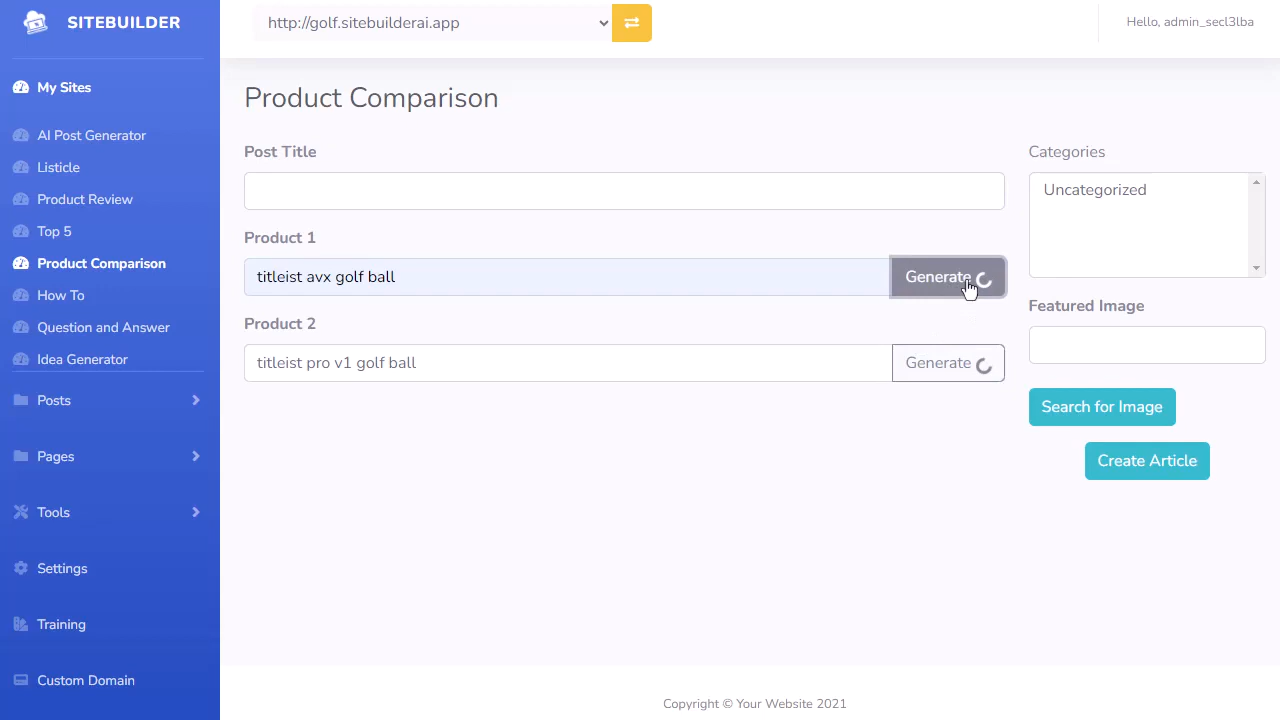 SITEBUILDER
http://golf.sitebuilderai.app
Hello, admin_secl3lba
My Sites
AI Post Generator
Listicle
Product Review
Top 5
Product Comparison
How To
Question and Answer
Idea Generator
Posts
Pages
Tools
Settings
Training
Custom Domain
Product Comparison
Post Title
Product 1
titleist avx golf ball
Generate
Product 2
titleist pro v1 golf ball
Generate
Categories
Uncategorized
Featured Image
Search for Image
Create Article
Copyright © Your Website 2021